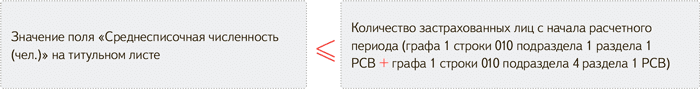 Значение поля «Среднесписочная численность
(чел.)» на титульном листе
⩽
Количество застрахованных лиц с начала расчетного
периода (графа 1 строки 010 подраздела 1 раздела 1
РСВ + графа 1 строки 010 подраздела 4 раздела 1 РСВ)